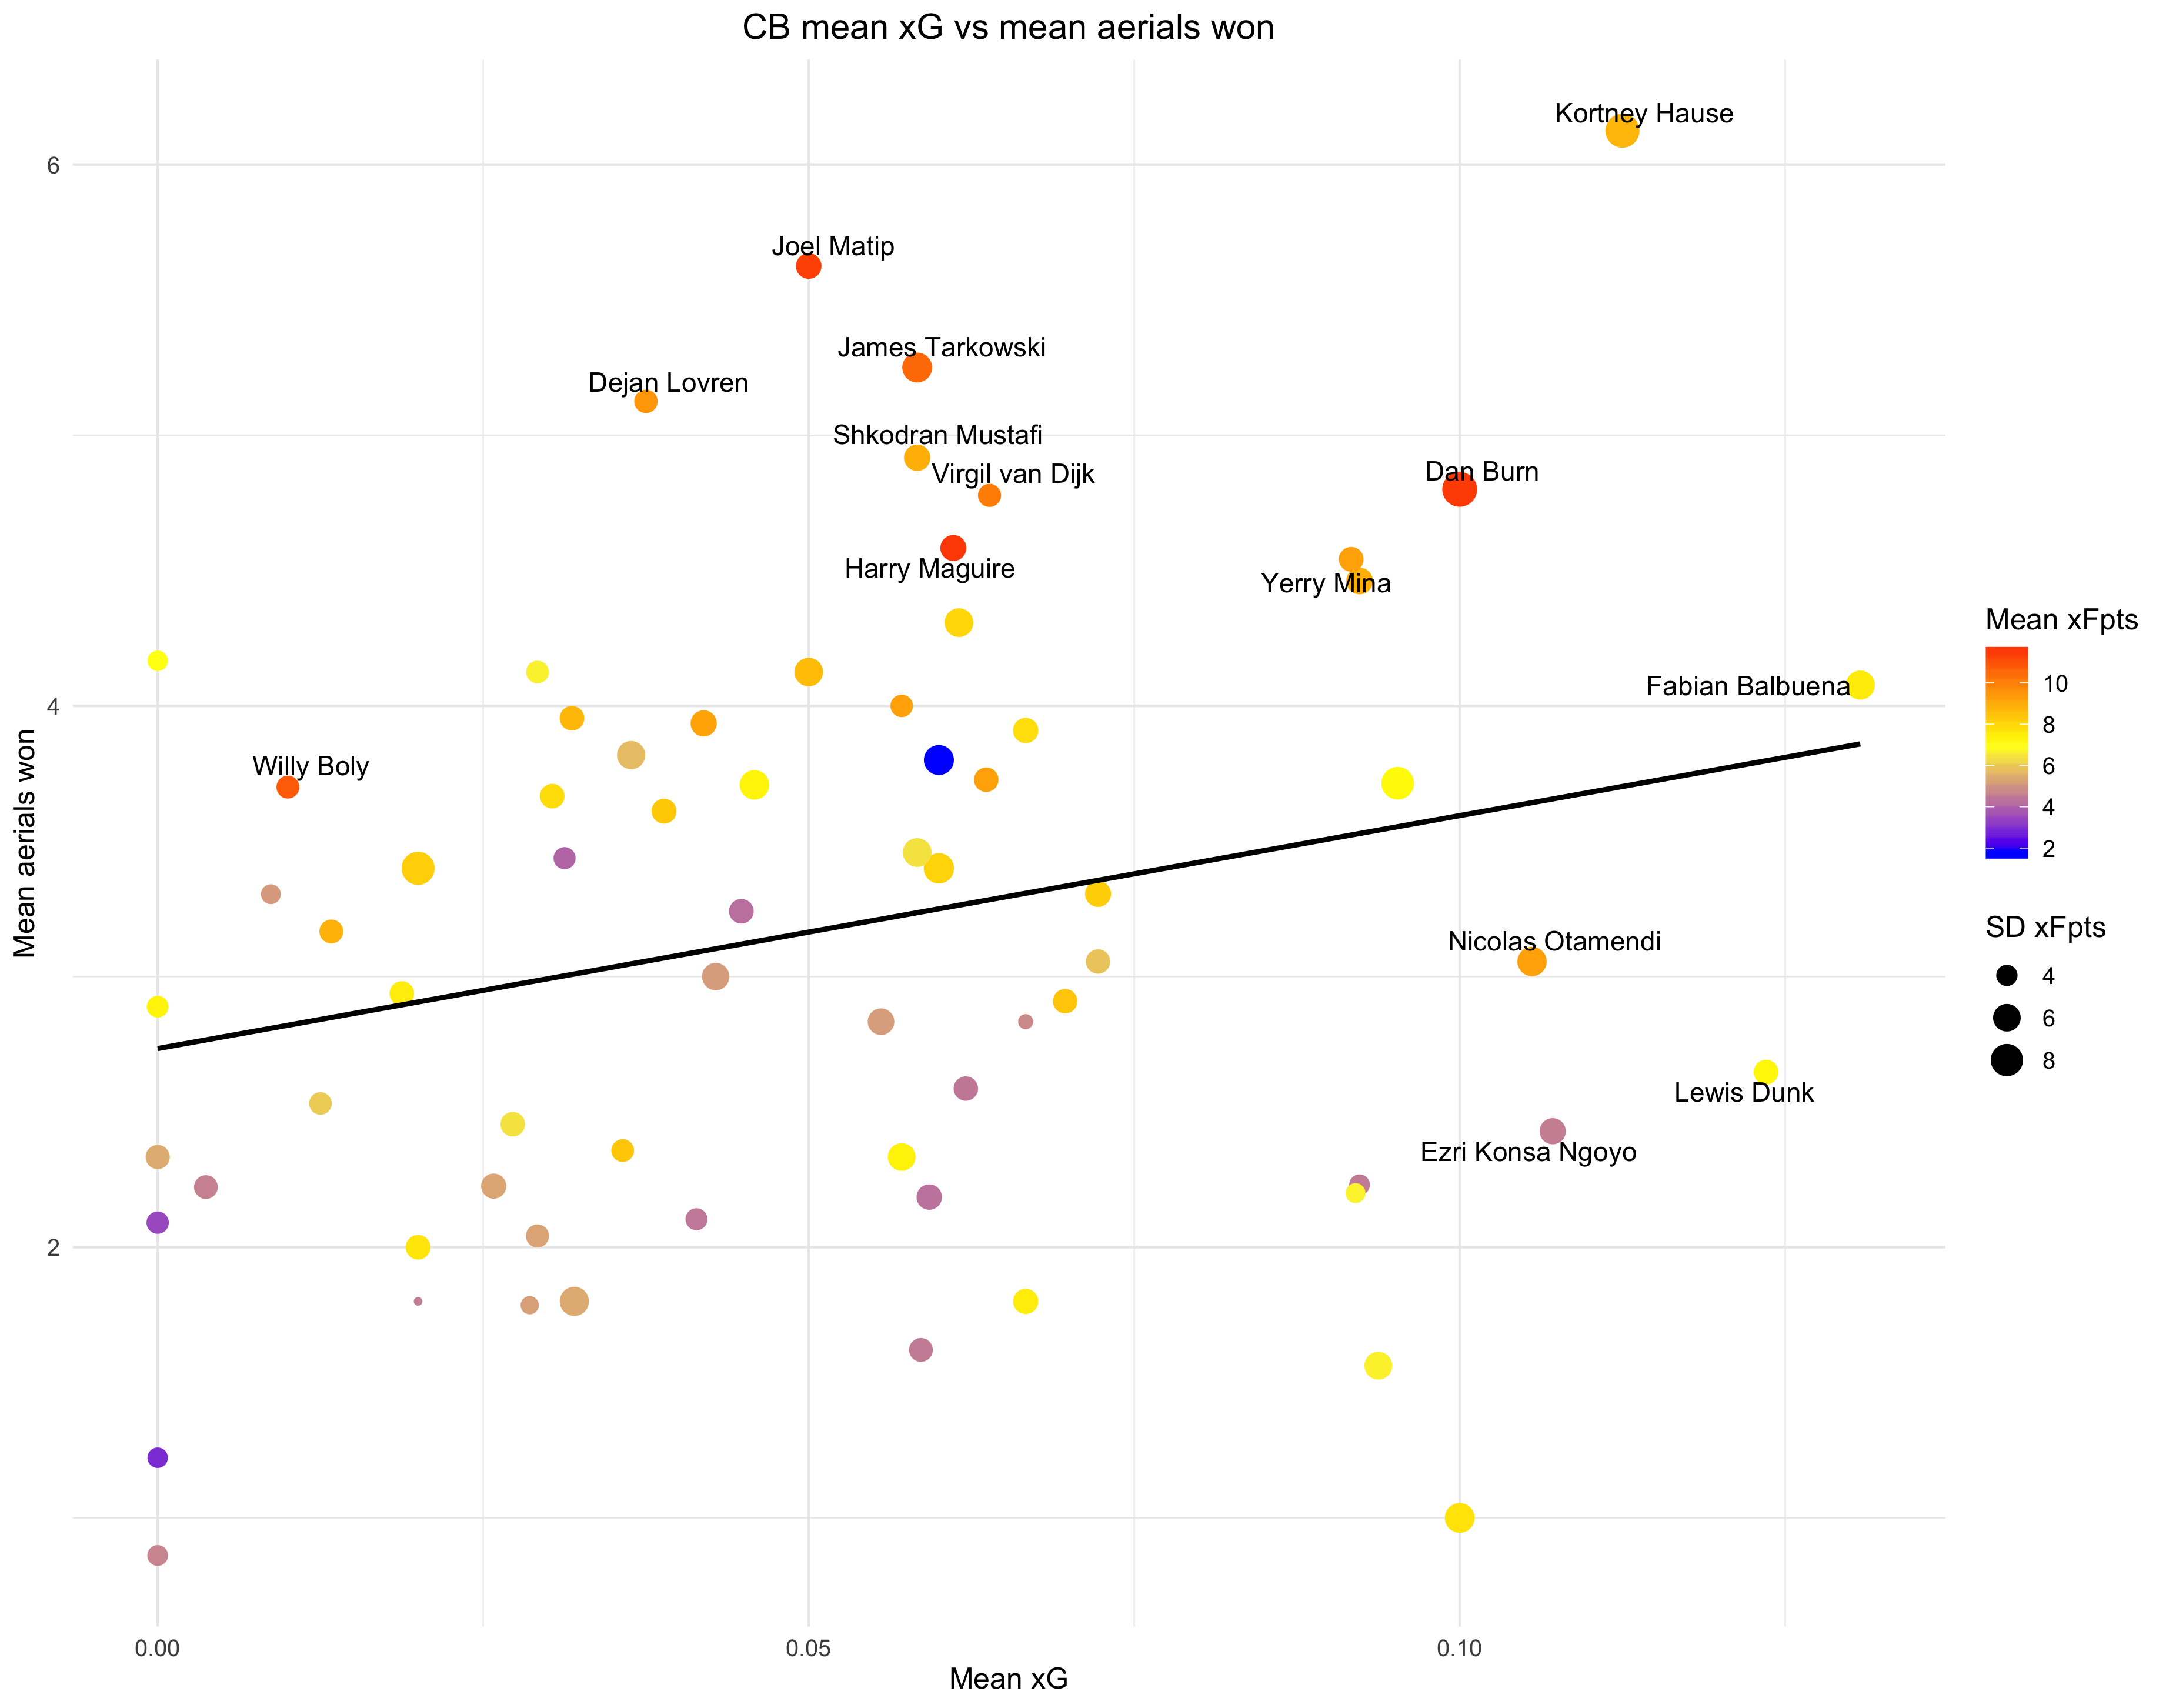 CB mean xG vs mean aerials won
Kortney Hause
6
Joel Matip
James Tarkowski
Dejan Lovren
Shkodran Mustafi
Virgil van Dijk
Dan Burn
Harry Maguire
Yerry Mina
Fabian Balbuena
4
Willy Boly
Mean aerials won
Nicolas Otamendi
Lewis Dunk
Ezri Konsa Ngoyo
2
0.00
0.05
0.10
Mean xG
Mean xFpts
10
8
6
4
2
SD xFpts
4
6
8